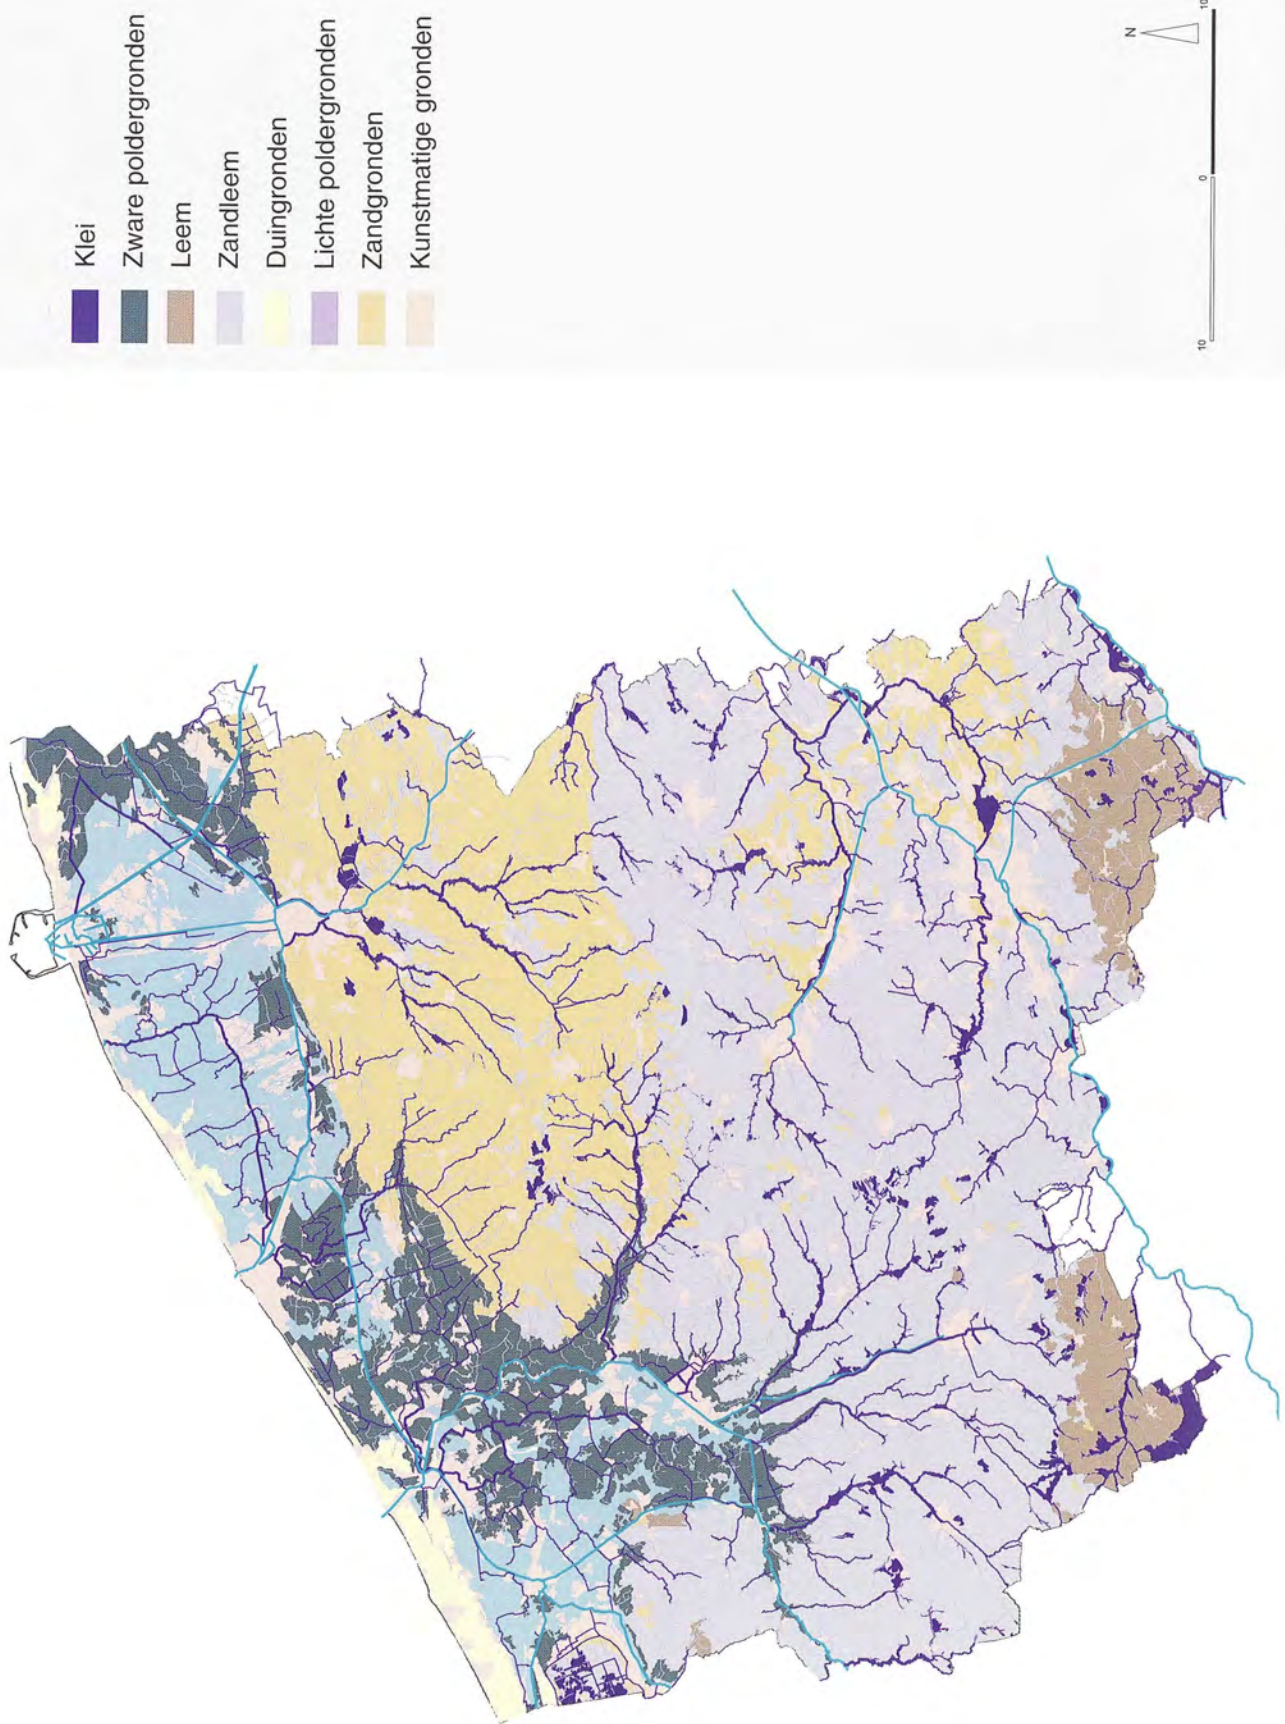 Klei
Zware poldergronden
Leem
Zandleem
Duingronden
Lichte poldergronden
Zandgronden
Kunstmatige gronden
N
10 0 10